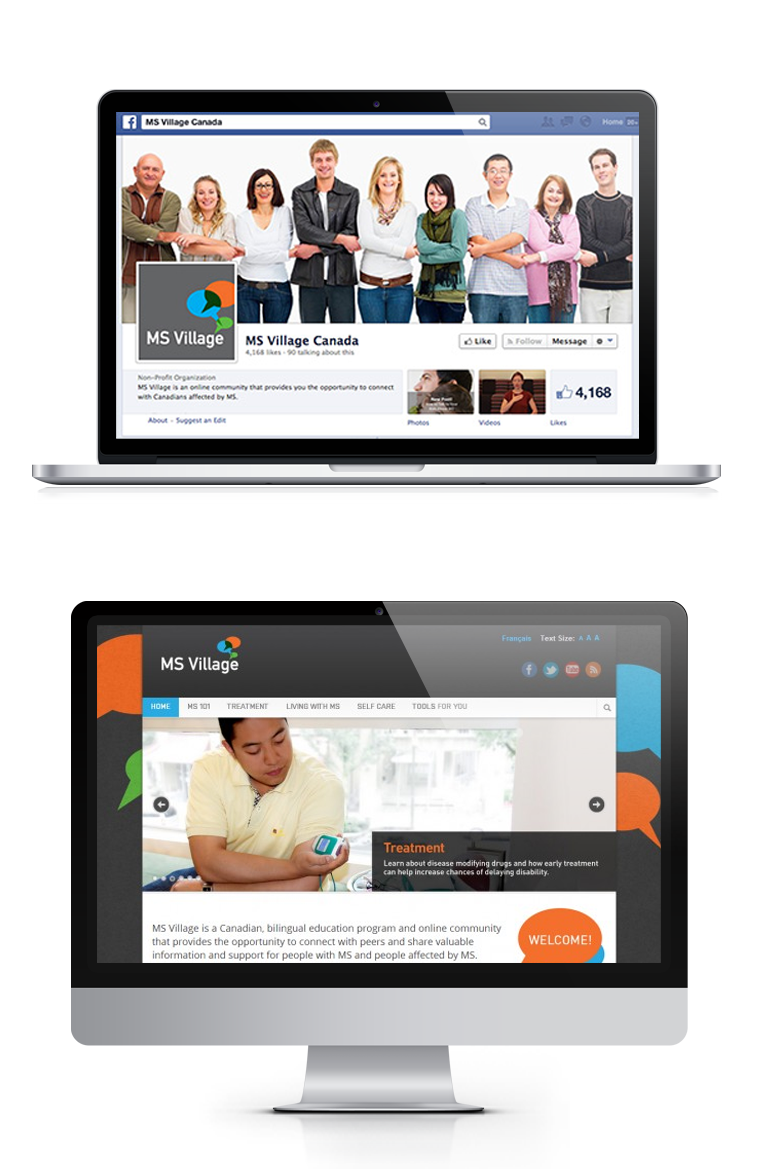 MS Village Canada
Home 20+
MS Village
MS Village Canada
4,168 likes · 90 talking about this
Like
Follow
Message
Non-Profit Organization
MS Village is an online community that provides you the opportunity to connect
with Canadians affected by MS.
4,168
About - Suggest an Edit
Photos
Videos
Likes
Français Text Size: A A A
MS Village
You
HOME MS 101 TREATMENT LIVING WITH MS SELF CARE TOOLS FOR YOU
Treatment
Learn about disease modifying drugs and how early treatment
can help increase chances of delaying disability.
MS Village is a Canadian, bilingual education program and online community
that provides the opportunity to connect with peers and share valuable
information and support for people with MS and people affected by MS.
WELCOME!